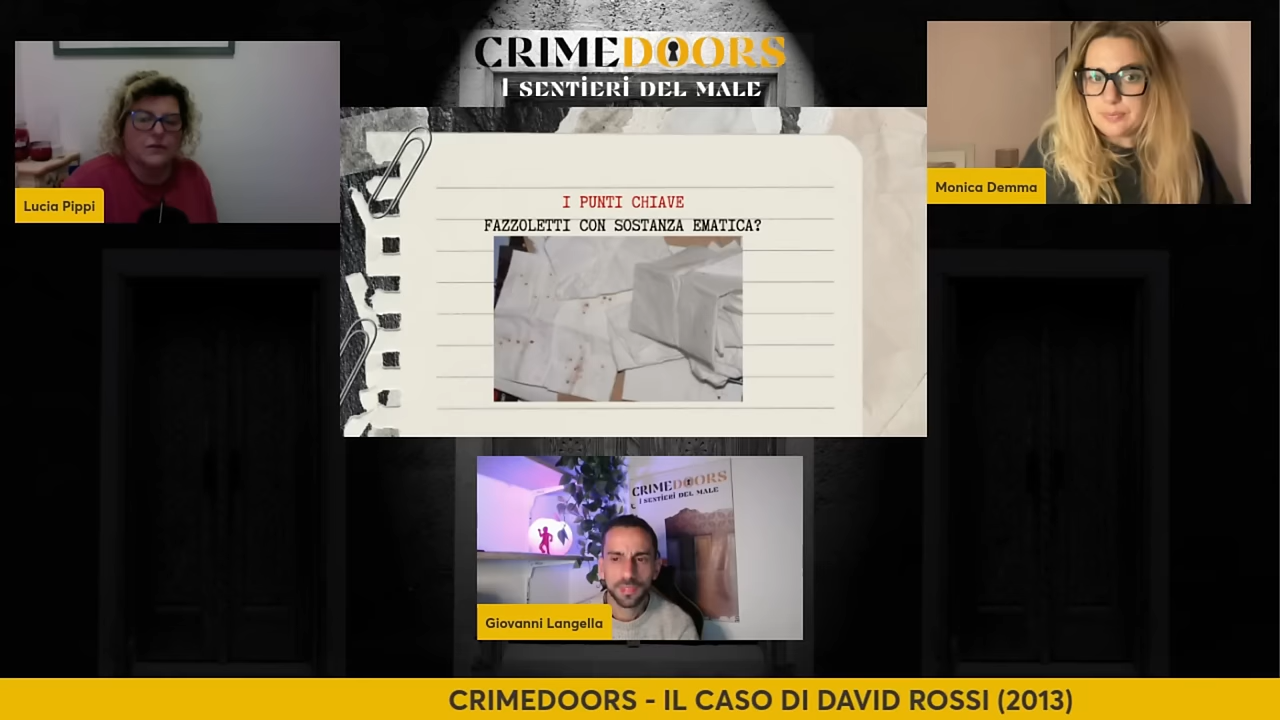 CRIMEDOORS
I SENTIERI DEL MALE
Lucia Pippi
Monica Demma
I PUNTI CHIAVE
FAZZOLETTI CON SOSTANZA EMATICA?
CRIMEDOORS
I SENTIERI DEL MALE
Giovanni Langella
CRIMEDOORS - IL CASO DI DAVID ROSSI (2013)